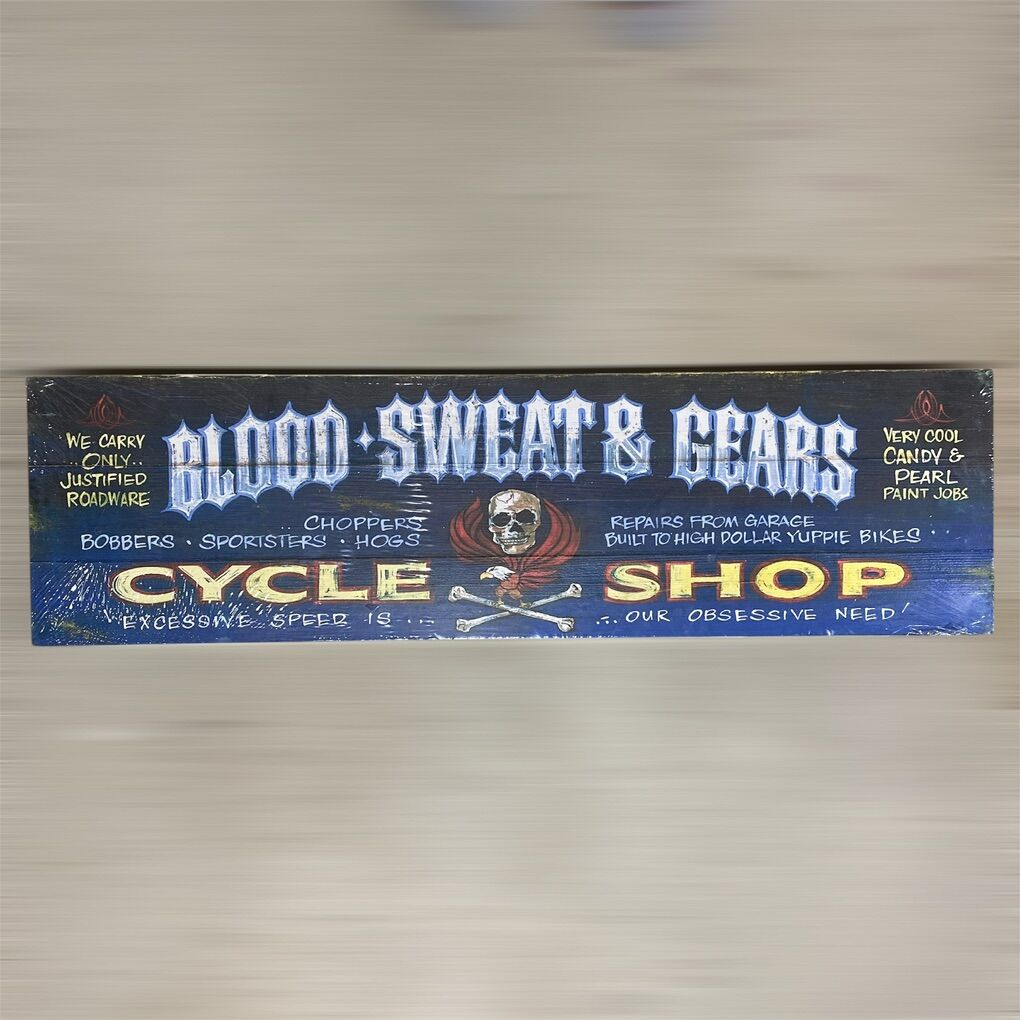 BLOOD · SWEAT & GEARS
WE CARRY
..ONLY..
JUSTIFIED
ROADWARE
VERY COOL
CANDY &
PEARL
PAINT JOBS
..CHOPPERS
BOBBERS · SPORTSTERS · HOGS
REPAIRS FROM GARAGE
BUILT TO HIGH DOLLAR YUPPIE BIKES
CYCLE SHOP
EXCESSIVE SPEED IS ...
... OUR OBSESSIVE NEED!